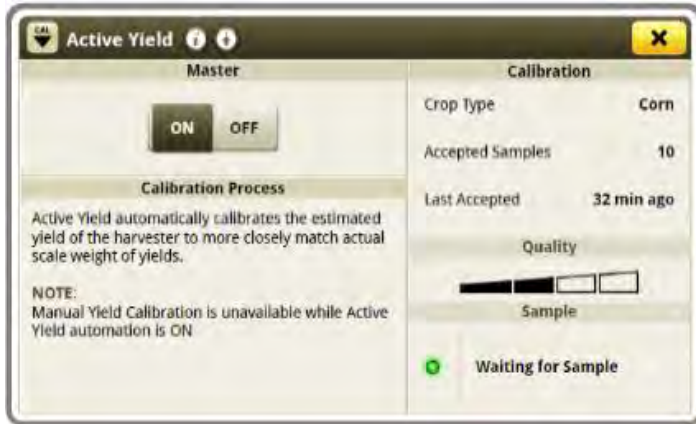 CAL
Active Yield
Master
ON OFF
Calibration Process
Active Yield automatically calibrates the estimated
yield of the harvester to more closely match actual
scale weight of yields.
NOTE:
Manual Yield Calibration is unavailable while Active
Yield automation is ON
Calibration
Crop Type Corn
Accepted Samples 10
Last Accepted 32 min ago
Quality
Sample
Waiting for Sample